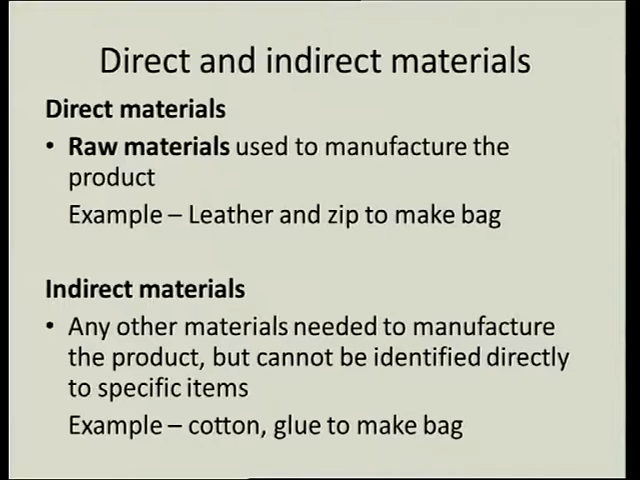 Direct and indirect materials
Direct materials
• Raw materials used to manufacture the
product
Example – Leather and zip to make bag
Indirect materials
• Any other materials needed to manufacture
the product, but cannot be identified directly
to specific items
Example – cotton, glue to make bag